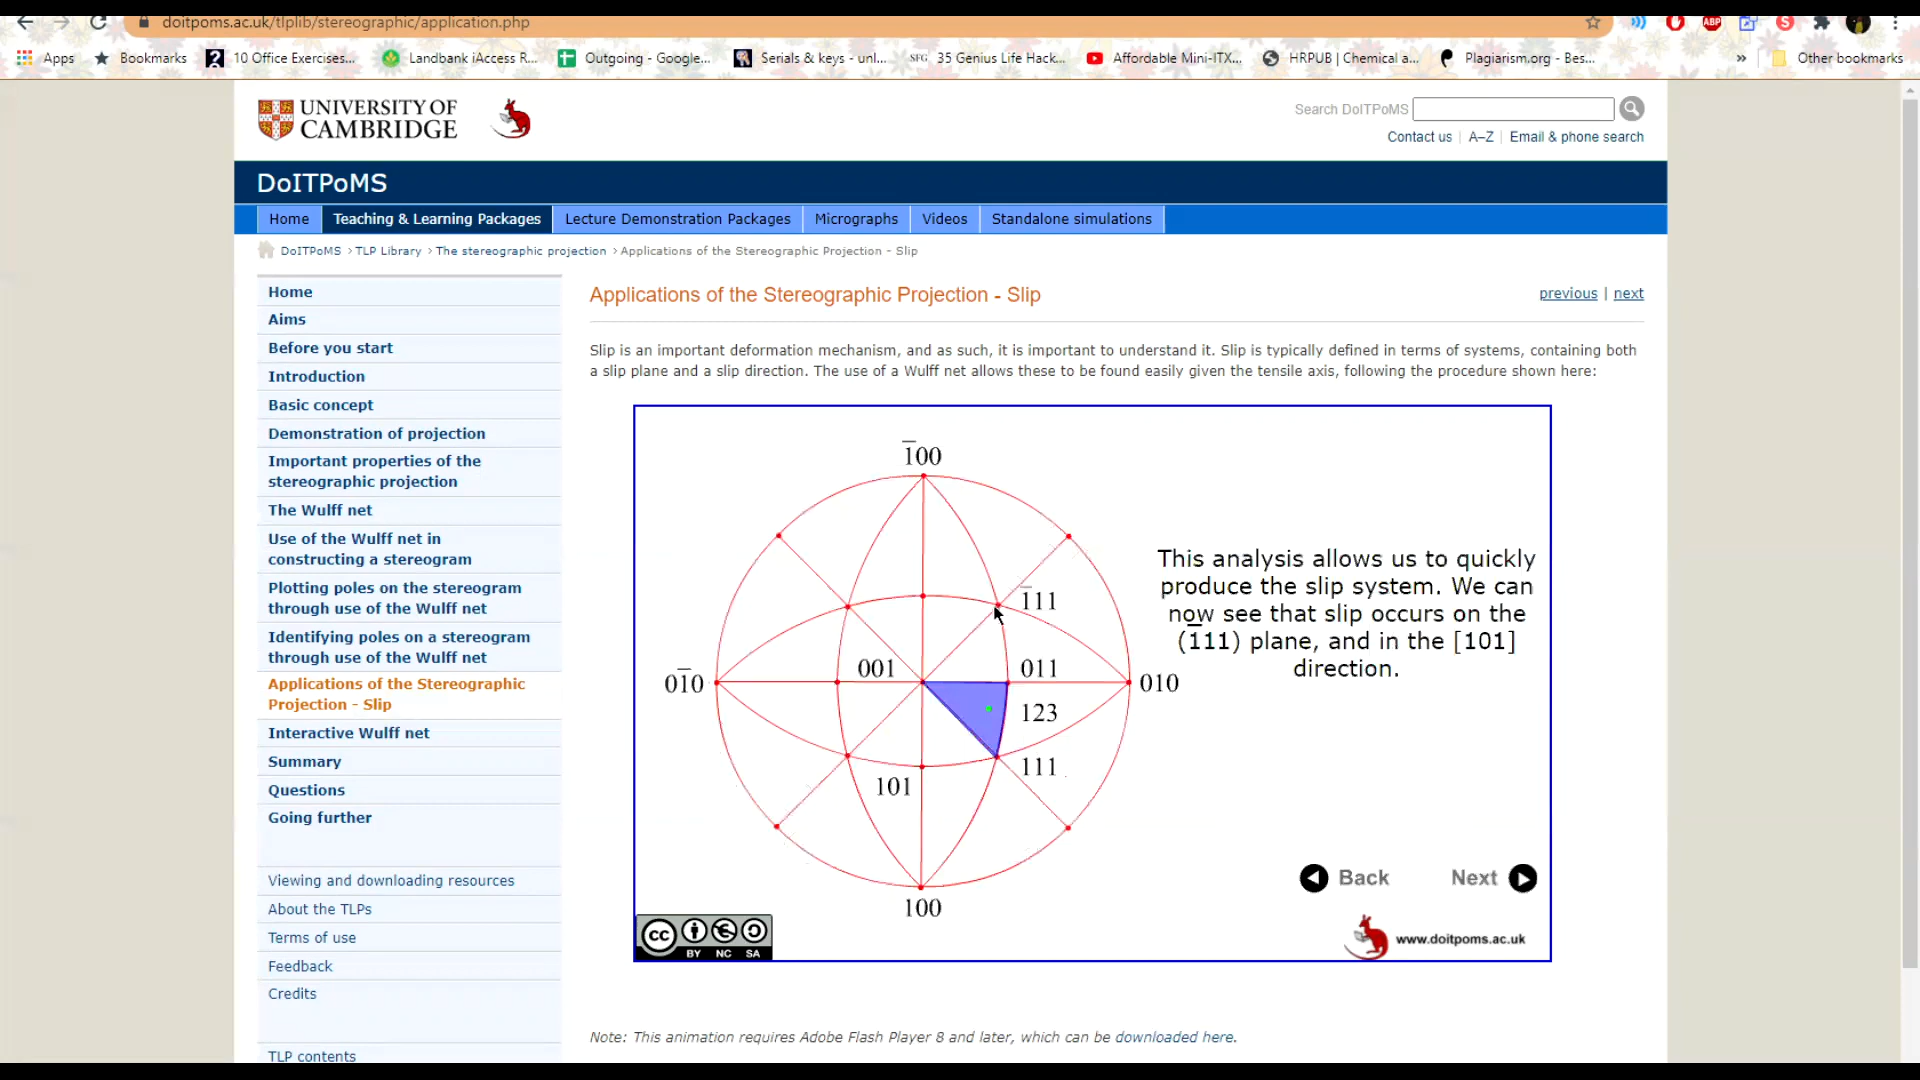 doitpoms.ac.uk/tlplib/stereographic/application.php
ABP
Apps Bookmarks 10 Office Exercises... Landbank iAccess R... Outgoing - Google... Serials & keys - unl... SFG 35 Genius Life Hack... Affordable Mini-ITX... HRPUB | Chemical a... Plagiarism.org - Bes... » Other bookmarks
UNIVERSITY OF
CAMBRIDGE
Search DoITPoMS
Contact us | A–Z | Email & phone search
DoITPoMS
Home Teaching & Learning Packages Lecture Demonstration Packages Micrographs Videos Standalone simulations
DoITPoMS > TLP Library > The stereographic projection > Applications of the Stereographic Projection - Slip
Home
Aims
Before you start
Introduction
Basic concept
Demonstration of projection
Important properties of the
stereographic projection
The Wulff net
Use of the Wulff net in
constructing a stereogram
Plotting poles on the stereogram
through use of the Wulff net
Identifying poles on a stereogram
through use of the Wulff net
Applications of the Stereographic
Projection - Slip
Interactive Wulff net
Summary
Questions
Going further
Viewing and downloading resources
About the TLPs
Terms of use
Feedback
Credits
TLP contents
Applications of the Stereographic Projection - Slip
previous | next
Slip is an important deformation mechanism, and as such, it is important to understand it. Slip is typically defined in terms of systems, containing both
a slip plane and a slip direction. The use of a Wulff net allows these to be found easily given the tensile axis, following the procedure shown here:
1̅00
1̅11
001 011
01̅0 010
123
101 111
100
This analysis allows us to quickly
produce the slip system. We can
now see that slip occurs on the
(1̅11) plane, and in the [101]
direction.
Back Next
cc BY NC SA
www.doitpoms.ac.uk
Note: This animation requires Adobe Flash Player 8 and later, which can be downloaded here.